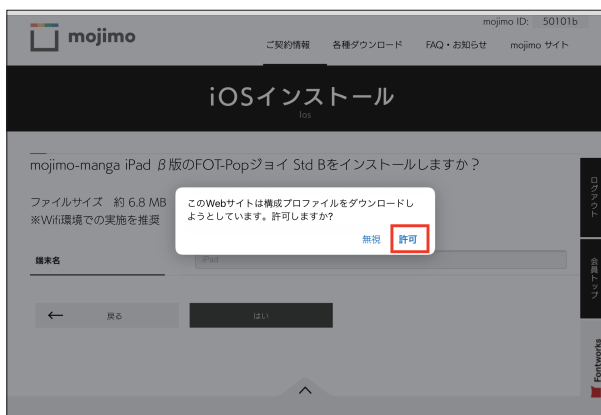 mojimo ID: 50101b
mojimo
ご契約情報 各種ダウンロード FAQ・お知らせ mojimo サイト
iOSインストール
Ios
mojimo-manga iPad β版のFOT-Popジョイ Std Bをインストールしますか？
ファイルサイズ 約 6.8 MB
※Wifi環境での実施を推奨
このWebサイトは構成プロファイルをダウンロードし
ようとしています。許可しますか?
無視 許可
端末名 iPad
← 戻る はい
ログアウト
会員トップ
Fontworks